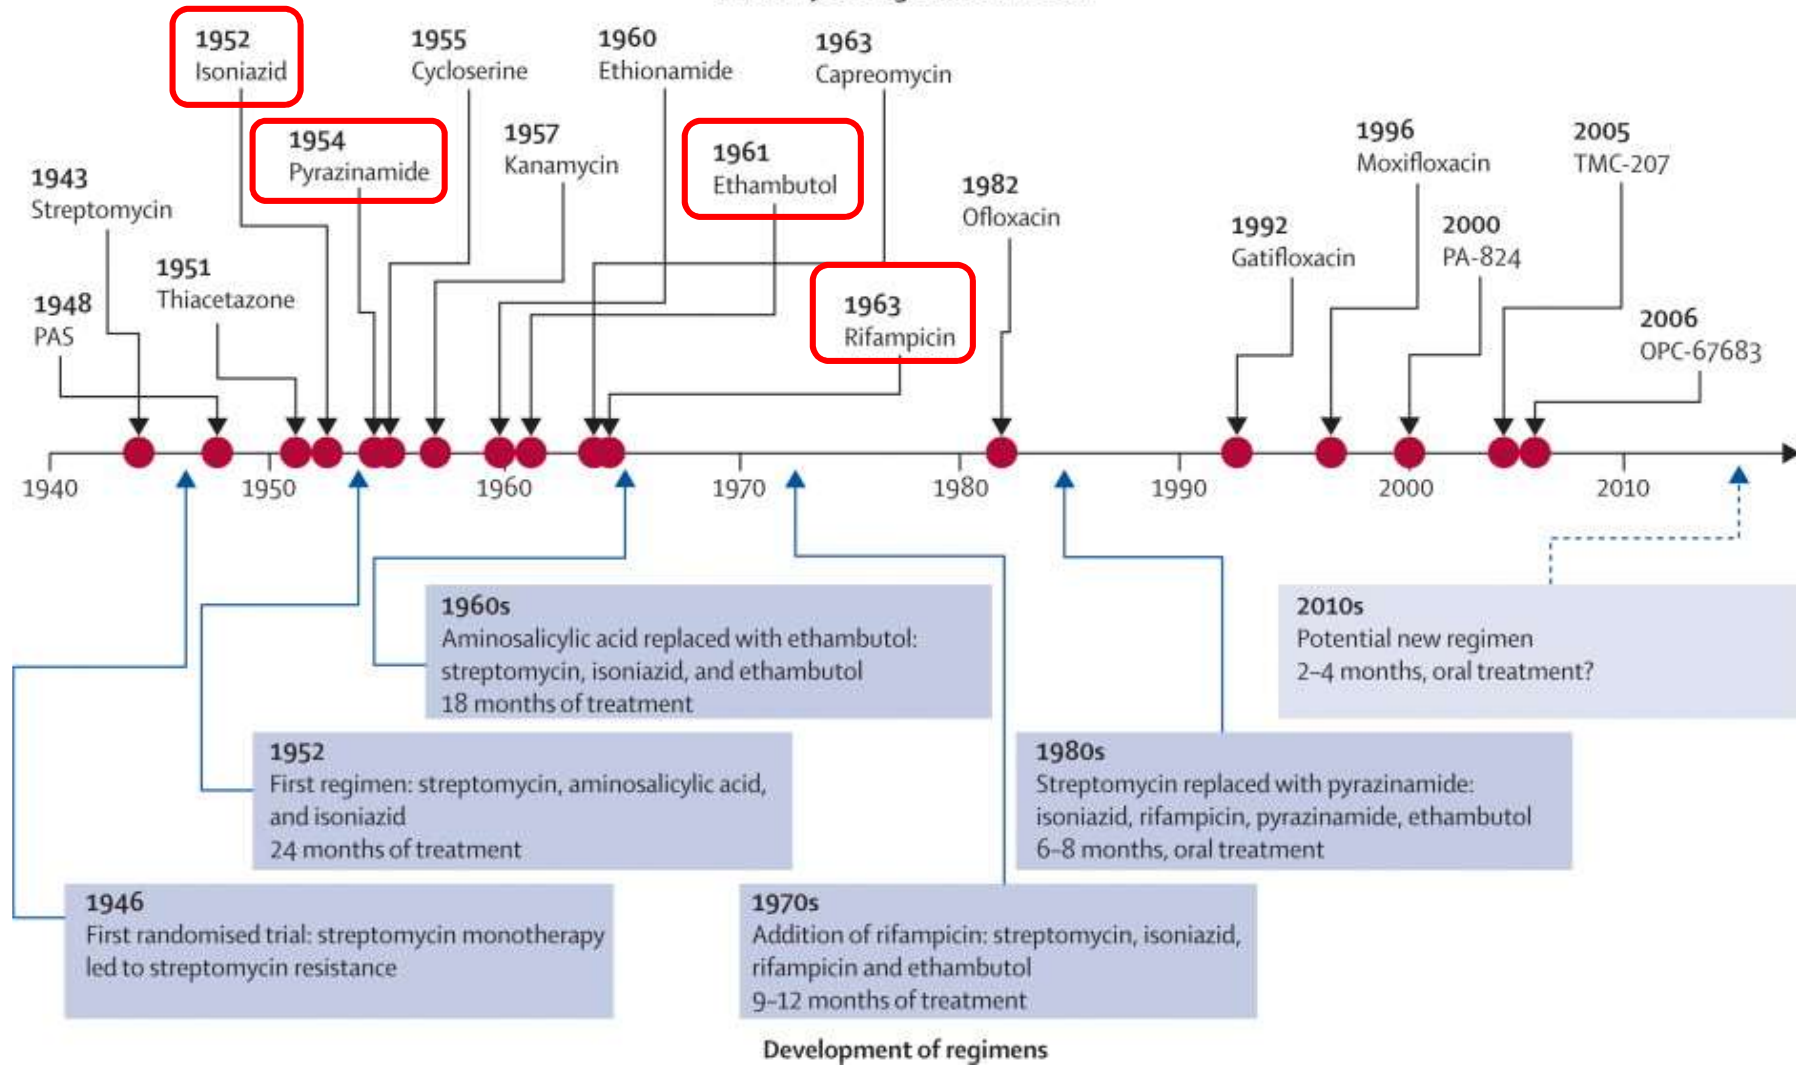 1952
Isoniazid
1955
Cycloserine
1960
Ethionamide
1963
Capreomycin
1954
Pyrazinamide
1957
Kanamycin
1961
Ethambutol
1996
Moxifloxacin
2005
TMC-207
1943
Streptomycin
1982
Ofloxacin
1992
Gatifloxacin
2000
PA-824
1951
Thiacetazone
1948
PAS
1963
Rifampicin
2006
OPC-67683
1940 1950 1960 1970 1980 1990 2000 2010
1960s
Aminosalicylic acid replaced with ethambutol:
streptomycin, isoniazid, and ethambutol
18 months of treatment
2010s
Potential new regimen
2–4 months, oral treatment?
1952
First regimen: streptomycin, aminosalicylic acid,
and isoniazid
24 months of treatment
1980s
Streptomycin replaced with pyrazinamide:
isoniazid, rifampicin, pyrazinamide, ethambutol
6–8 months, oral treatment
1946
First randomised trial: streptomycin monotherapy
led to streptomycin resistance
1970s
Addition of rifampicin: streptomycin, isoniazid,
rifampicin and ethambutol
9–12 months of treatment
Development of regimens